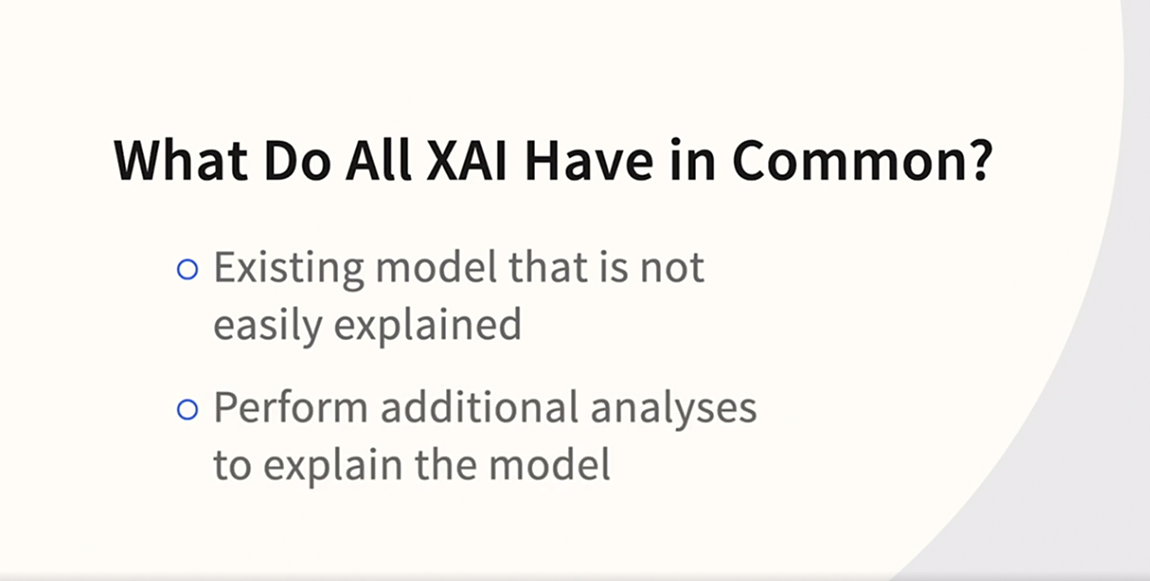 What Do All XAI Have in Common?
Existing model that is not
easily explained
Perform additional analyses
to explain the model